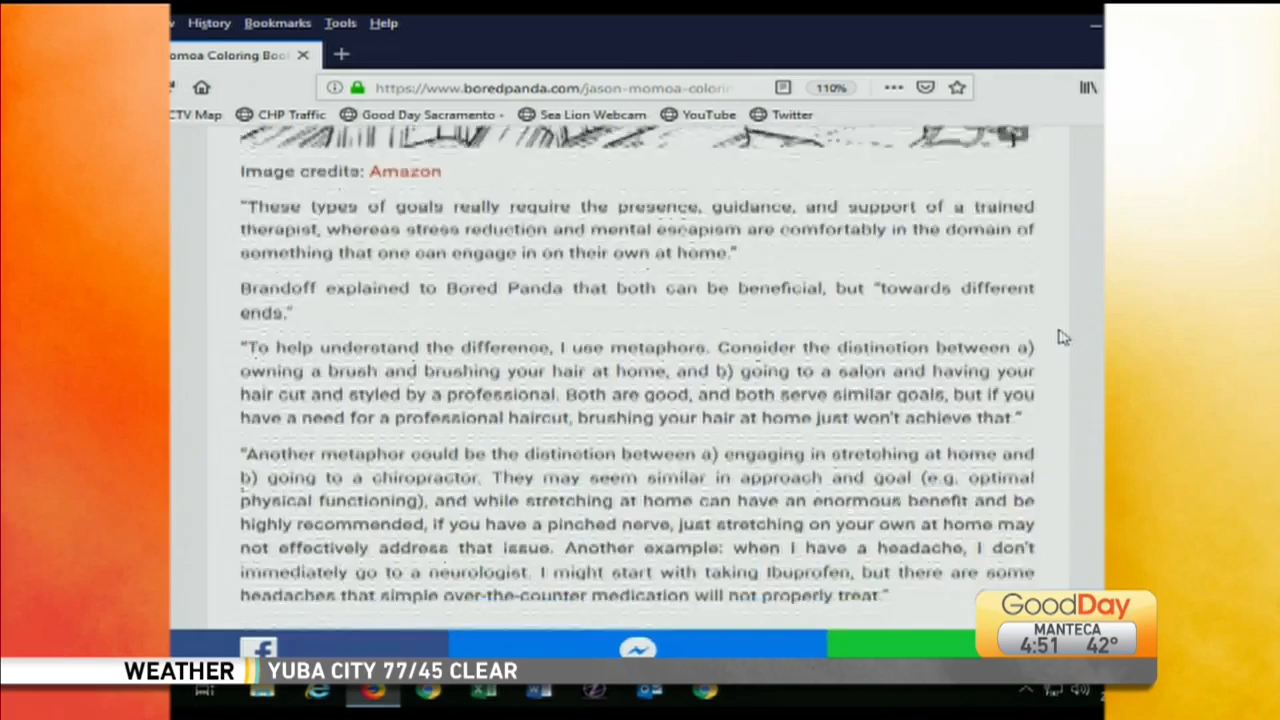 History Bookmarks Tools Help
omoa Coloring Boo
https://www.boredpanda.com/jason-momoa-colorin 110%
CTV Map CHP Traffic Good Day Sacramento - Sea Lion Webcam YouTube Twitter
Image credits: Amazon
"These types of goals really require the presence, guidance, and support of a trained
therapist, whereas stress reduction and mental escapism are comfortably in the domain of
something that one can engage in on their own at home."
Brandoff explained to Bored Panda that both can be beneficial, but "towards different
ends."
"To help understand the difference, I use metaphors. Consider the distinction between a)
owning a brush and brushing your hair at home, and b) going to a salon and having your
hair cut and styled by a professional. Both are good, and both serve similar goals, but if you
have a need for a professional haircut, brushing your hair at home just won't achieve that."
"Another metaphor could be the distinction between a) engaging in stretching at home and
b) going to a chiropractor. They may seem similar in approach and goal (e.g. optimal
physical functioning), and while stretching at home can have an enormous benefit and be
highly recommended, if you have a pinched nerve, just stretching on your own at home may
not effectively address that issue. Another example: when I have a headache, I don't
immediately go to a neurologist. I might start with taking Ibuprofen, but there are some
headaches that simple over-the-counter medication will not properly treat."
GoodDay
MANTECA
4:51 42°
WEATHER YUBA CITY 77/45 CLEAR